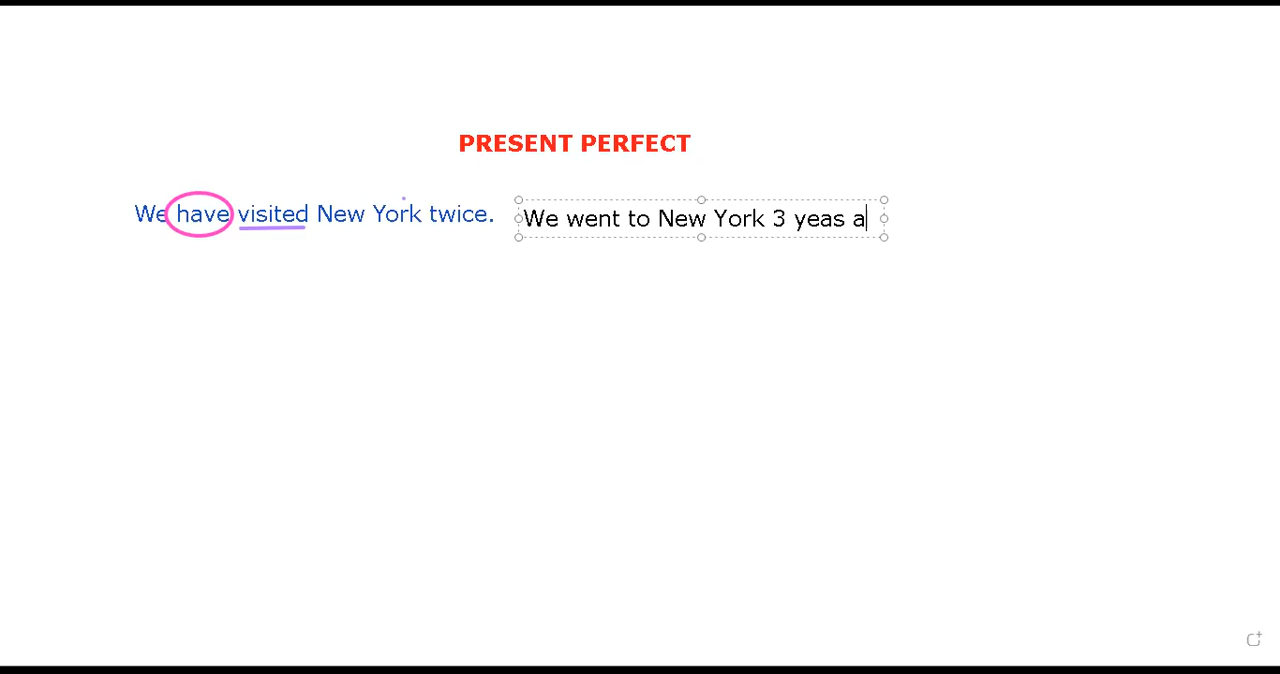 PRESENT PERFECT
We have visited New York twice. We went to New York 3 yeas a